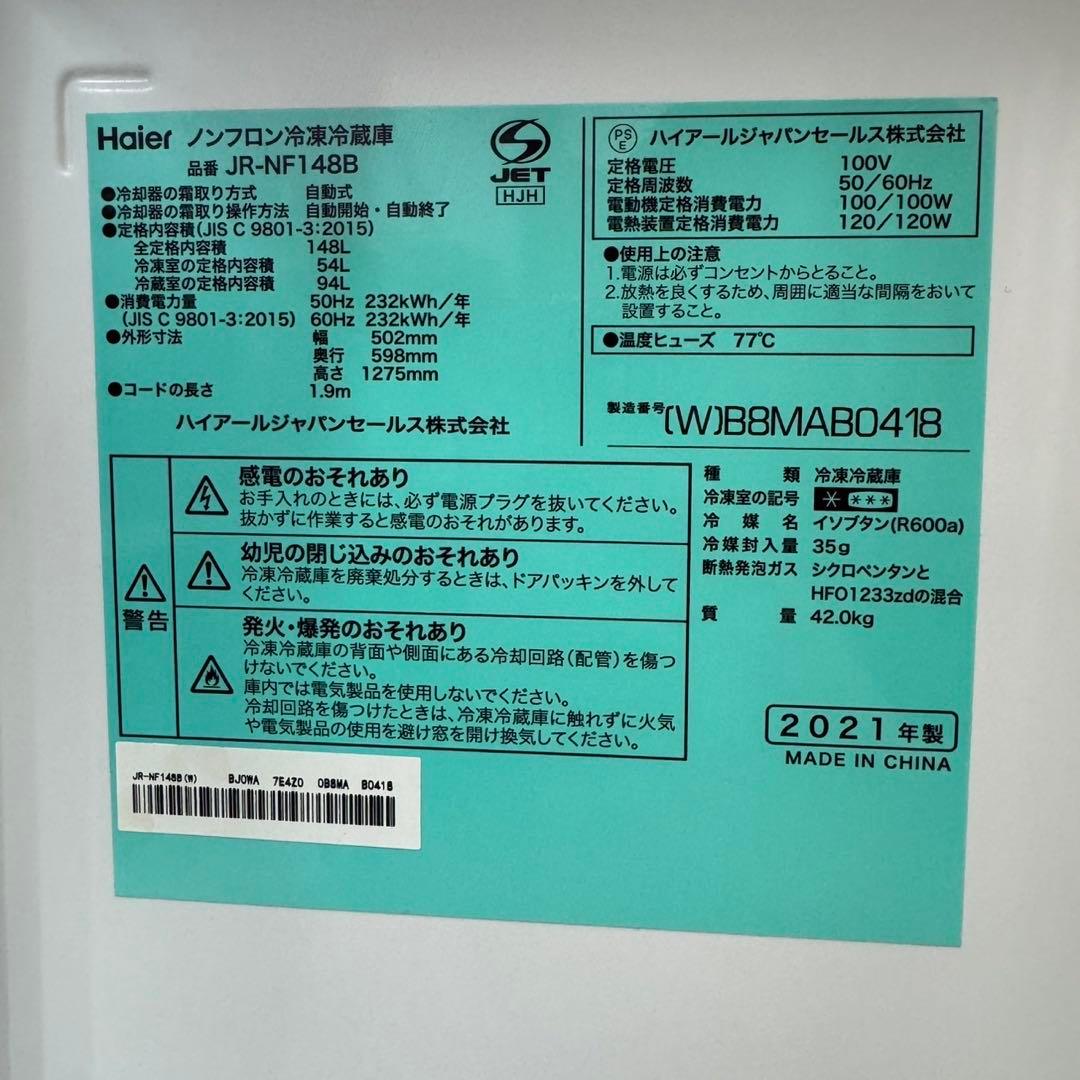 Haier ノンフロン冷凍冷蔵庫
品番 JR-NF148B
●冷却器の霜取り方式 自動式
●冷却器の霜取り操作方法 自動開始・自動終了
●定格内容積(JIS C 9801-3:2015)
全定格内容積 148L
冷凍室の定格内容積 54L
冷蔵室の定格内容積 94L
●消費電力量 50Hz 232kWh/年
(JIS C 9801-3:2015) 60Hz 232kWh/年
●外形寸法 幅 502mm
奥行 598mm
高さ 1275mm
●コードの長さ 1.9m
ハイアールジャパンセールス株式会社
S
JET
HJH
PSE ハイアールジャパンセールス株式会社
定格電圧 100V
定格周波数 50/60Hz
電動機定格消費電力 100/100W
電熱装置定格消費電力 120/120W
●使用上の注意
1.電源は必ずコンセントからとること。
2.放熱を良くするため、周囲に適当な間隔をおいて
設置すること。
●温度ヒューズ 77℃
製造番号 (W)B8MAB0418
警告
感電のおそれあり
お手入れのときには、必ず電源プラグを抜いてください。
抜かずに作業すると感電のおそれがあります。
幼児の閉じ込みのおそれあり
冷凍冷蔵庫を廃棄処分するときは、ドアパッキンを外して
ください。
発火・爆発のおそれあり
冷凍冷蔵庫の背面や側面にある冷却回路(配管)を傷つ
けないでください。
庫内では電気製品を使用しないでください。
冷却回路を傷つけたときは、冷凍冷蔵庫に触れずに火気
や電気製品の使用を避け窓を開け換気してください。
種類 冷凍冷蔵庫
冷凍室の記号 * ***
冷媒名 イソブタン(R600a)
冷媒封入量 35g
断熱発泡ガス シクロペンタンと
HFO1233zdの混合
質量 42.0kg
2021年製
MADE IN CHINA
JR-NF148B(W) BJ0WA 7E4Z0 0B8MA B0418